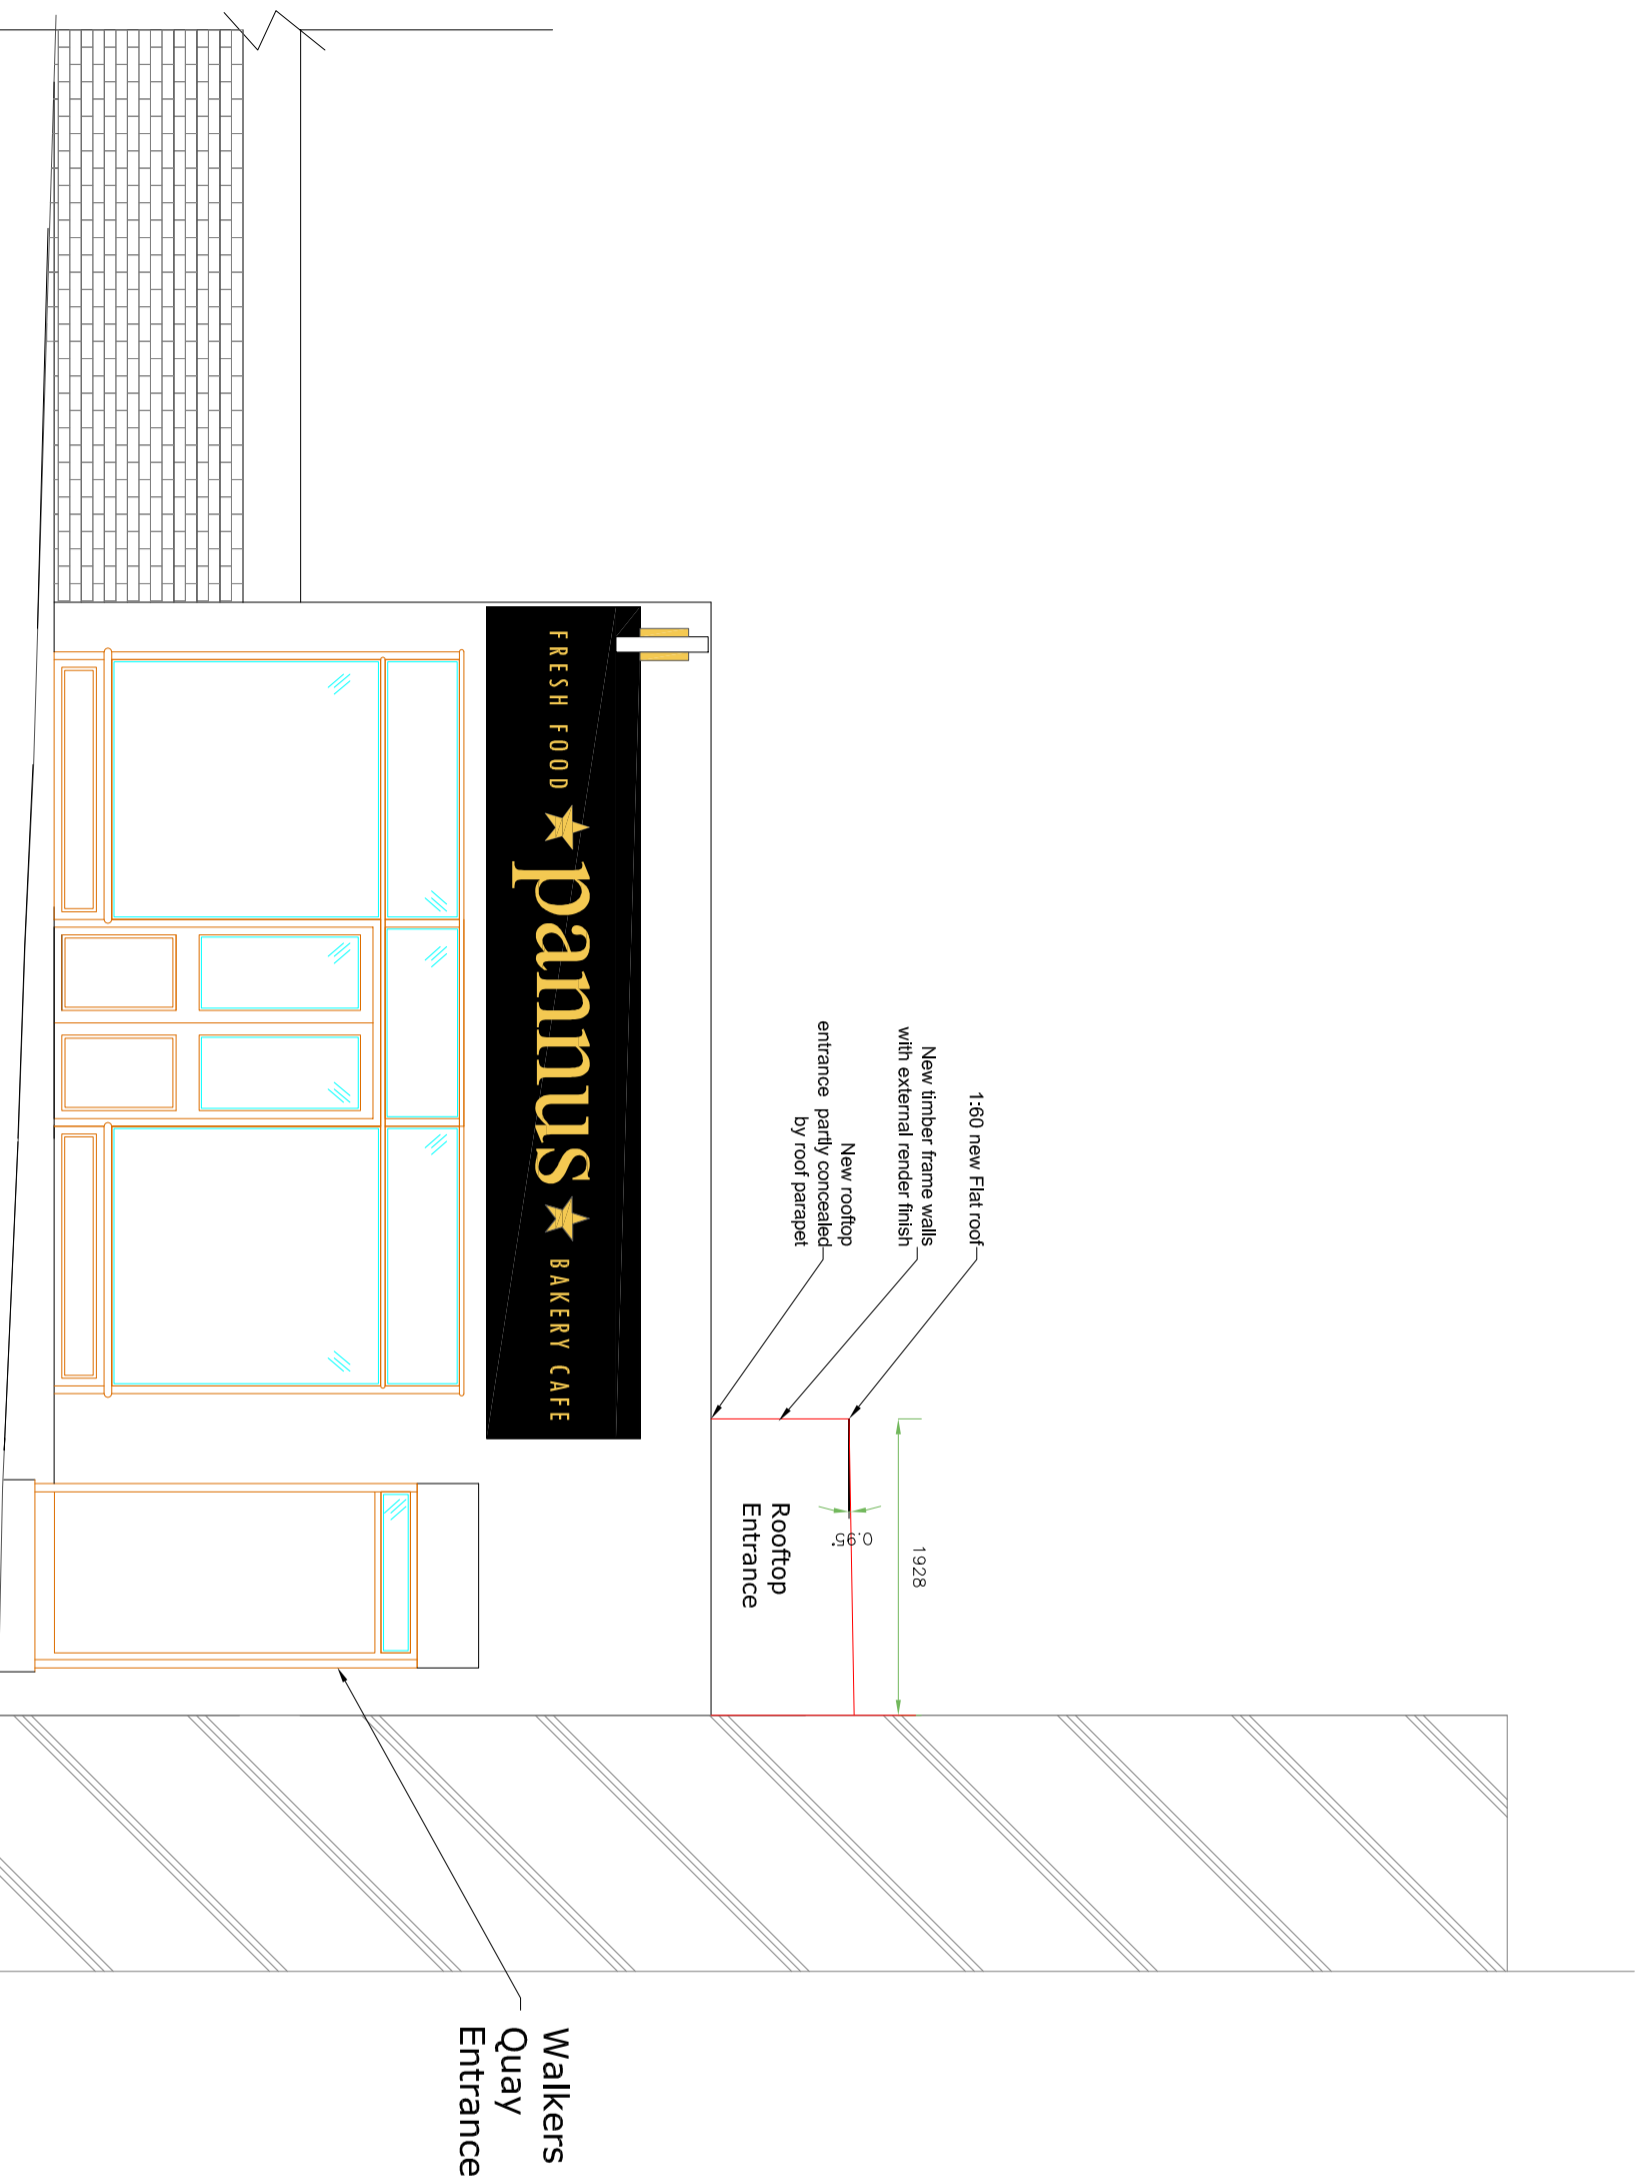 1:60 new Flat roof
New timber frame walls
with external render finish
New rooftop
entrance partly concealed
by roof parapet
1928
0.95°
Rooftop
Entrance
FRESH FOOD ★ pannus ★ BAKERY CAFE
Walkers
Quay
Entrance